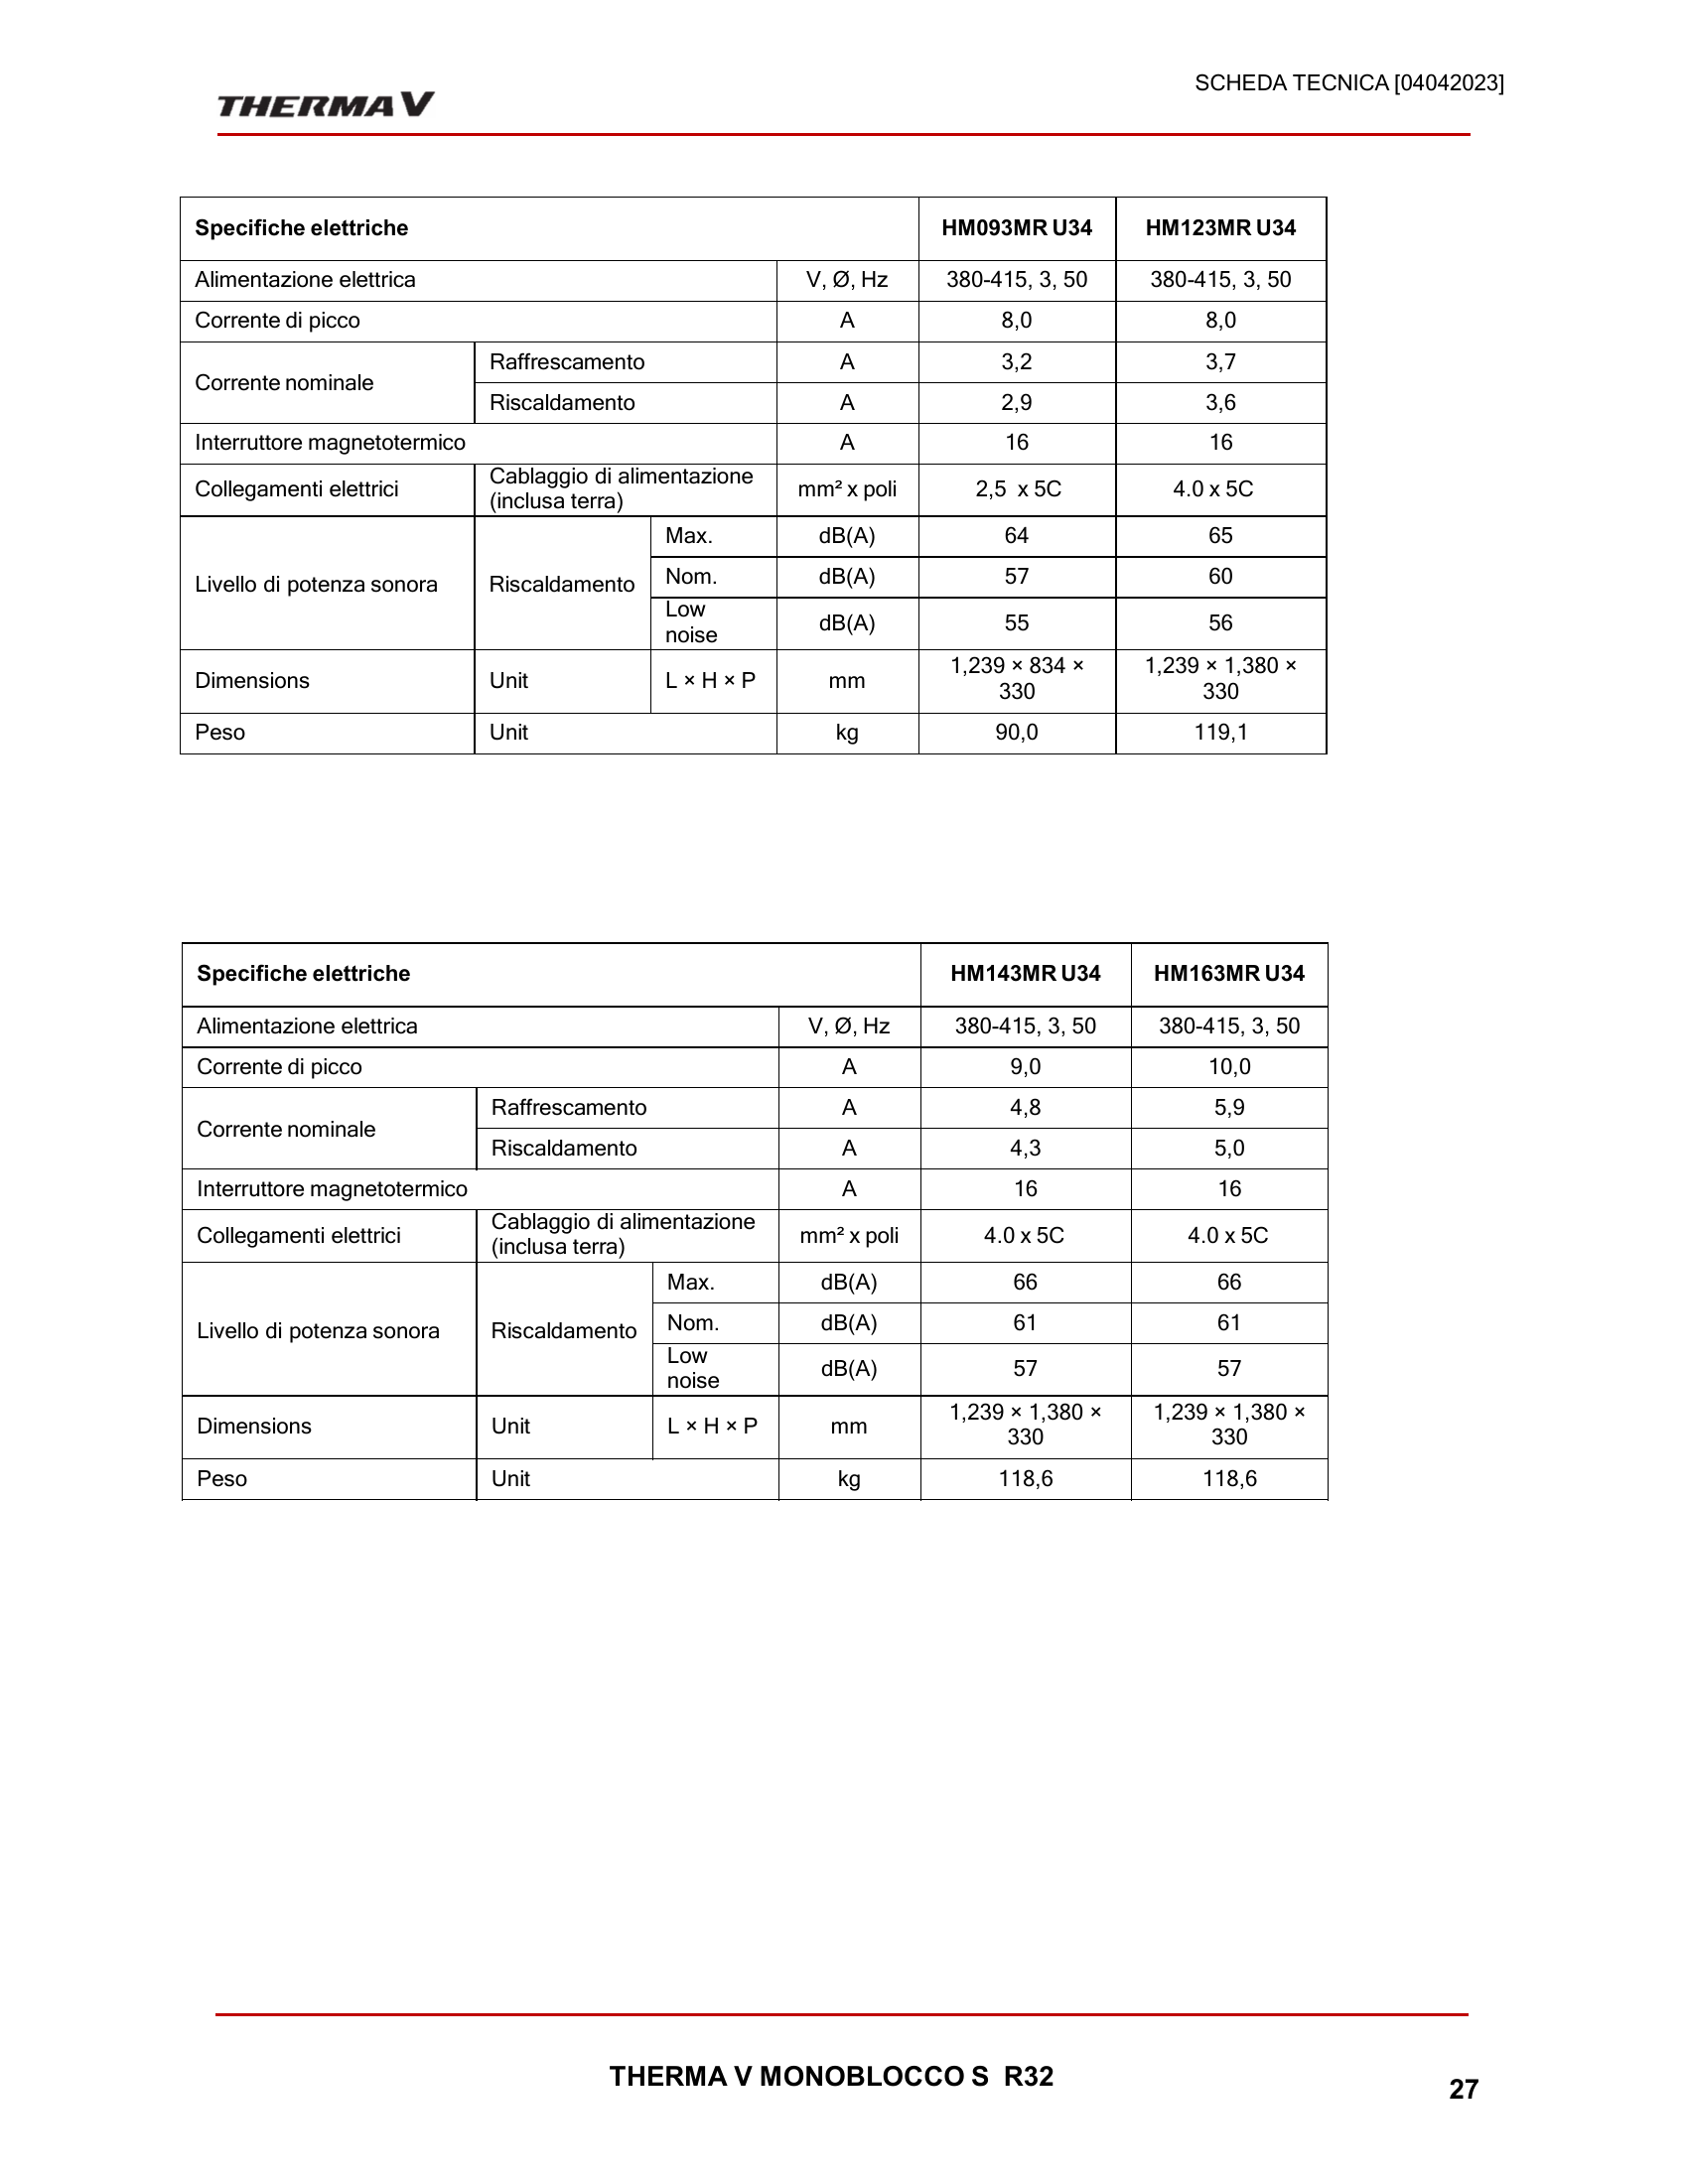 SCHEDA TECNICA [04042023]
THERMA V
Specifiche elettriche HM093MR U34 HM123MR U34
Alimentazione elettrica V, Ø, Hz 380-415, 3, 50 380-415, 3, 50
Corrente di picco A 8,0 8,0
Corrente nominale Raffrescamento A 3,2 3,7
Riscaldamento A 2,9 3,6
Interruttore magnetotermico A 16 16
Collegamenti elettrici Cablaggio di alimentazione
(inclusa terra) mm² x poli 2,5 x 5C 4.0 x 5C
Livello di potenza sonora Riscaldamento Max. dB(A) 64 65
Nom. dB(A) 57 60
Low
noise dB(A) 55 56
Dimensions Unit L × H × P mm 1,239 × 834 ×
330 1,239 × 1,380 ×
330
Peso Unit kg 90,0 119,1
Specifiche elettriche HM143MR U34 HM163MR U34
Alimentazione elettrica V, Ø, Hz 380-415, 3, 50 380-415, 3, 50
Corrente di picco A 9,0 10,0
Corrente nominale Raffrescamento A 4,8 5,9
Riscaldamento A 4,3 5,0
Interruttore magnetotermico A 16 16
Collegamenti elettrici Cablaggio di alimentazione
(inclusa terra) mm² x poli 4.0 x 5C 4.0 x 5C
Livello di potenza sonora Riscaldamento Max. dB(A) 66 66
Nom. dB(A) 61 61
Low
noise dB(A) 57 57
Dimensions Unit L × H × P mm 1,239 × 1,380 ×
330 1,239 × 1,380 ×
330
Peso Unit kg 118,6 118,6
THERMA V MONOBLOCCO S R32
27